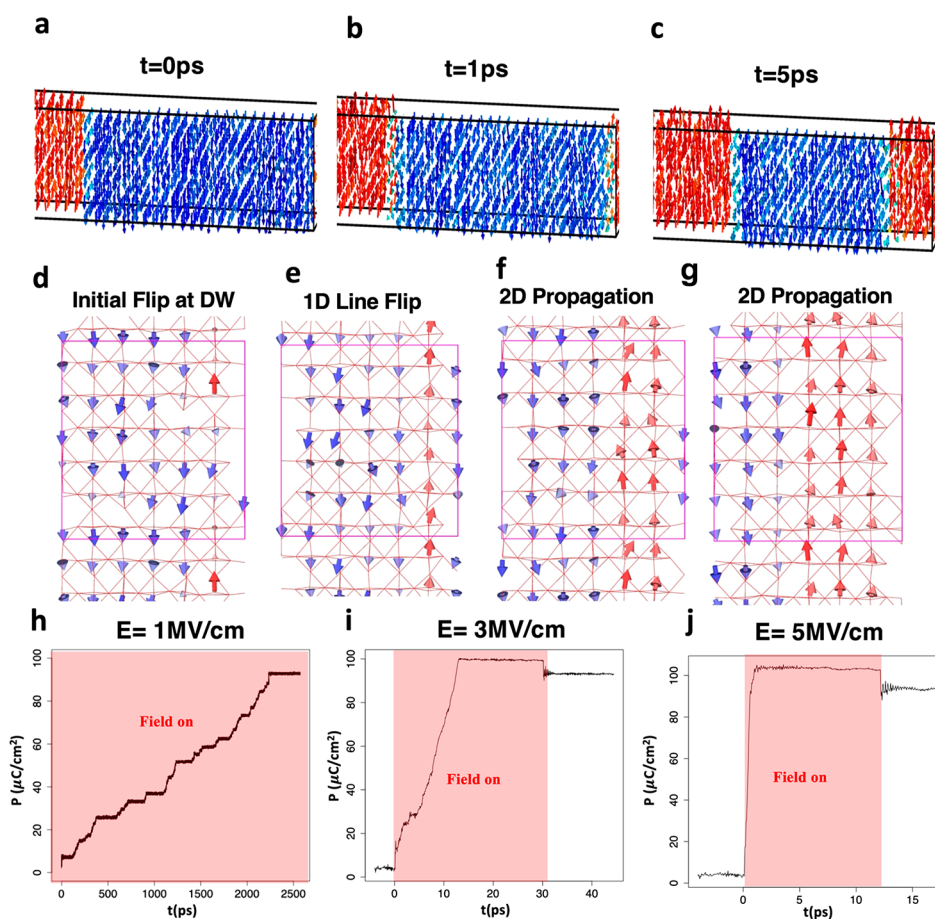 a
b
c
t=0ps
t=1ps
t=5ps
d
e
f
g
Initial Flip at DW
1D Line Flip
2D Propagation
2D Propagation
h
i
j
E= 1MV/cm
E= 3MV/cm
E= 5MV/cm
P (μC/cm²)
100
80
60
40
20
0
Field on
0
500
1000
1500
2000
2500
t(ps)
P (μC/cm²)
100
80
60
40
20
0
Field on
0
10
20
30
40
t(ps)
P (μC/cm²)
100
80
60
40
20
0
Field on
0
5
10
15
t(ps)